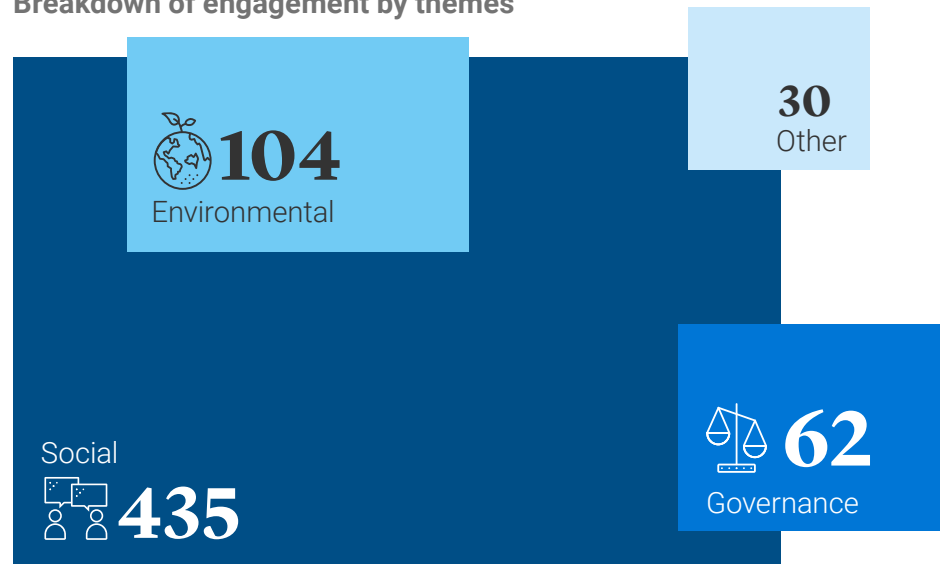 Breakdown of engagement by themes
104
Environmental
30
Other
Social
435
62
Governance